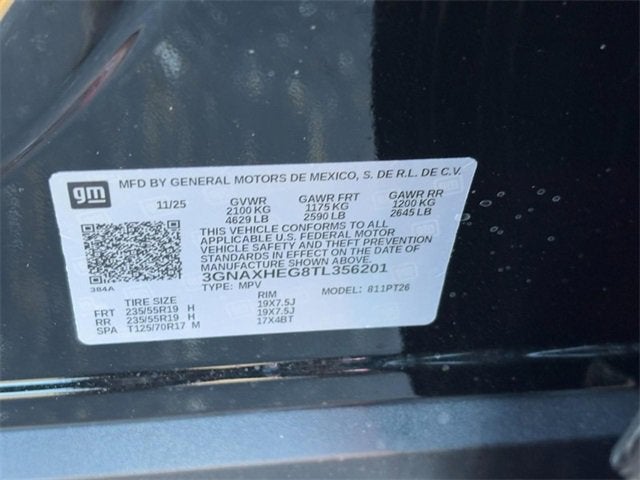 gm MFD BY GENERAL MOTORS DE MEXICO, S. DE R.L. DE C.V.
11/25 GVWR GAWR FRT GAWR RR
2100 KG 1175 KG 1200 KG
4629 LB 2590 LB 2645 LB
THIS VEHICLE CONFORMS TO ALL
APPLICABLE U.S. FEDERAL MOTOR
VEHICLE SAFETY AND THEFT PREVENTION
STANDARDS IN EFFECT ON THE DATE OF
MANUFACTURE SHOWN ABOVE.
3GNAXHEG8TL356201
384A TYPE: MPV MODEL: 811PT26
TIRE SIZE RIM
FRT 235/55R19 H 19X7.5J
RR 235/55R19 H 19X7.5J
SPA T125/70R17 M 17X4BT